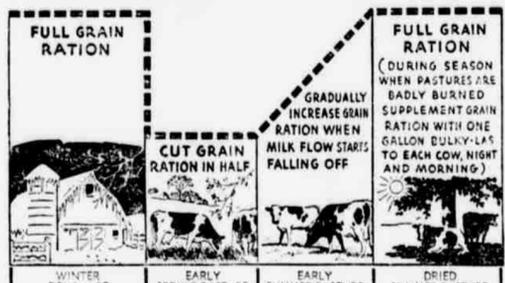 FULL GRAIN
RATION
CUT GRAIN
RATION IN HALF
GRADUALLY
INCREASE GRAIN
RATION WHEN
MILK FLOW STARTS
FALLING OFF
FULL GRAIN
RATION
(DURING SEASON
WHEN PASTURES ARE
BADLY BURNED
SUPPLEMENT GRAIN
RATION WITH ONE
GALLON BULKY-LAS
TO EACH COW, NIGHT
AND MORNING)
WINTER
EARLY
EARLY
DRIED